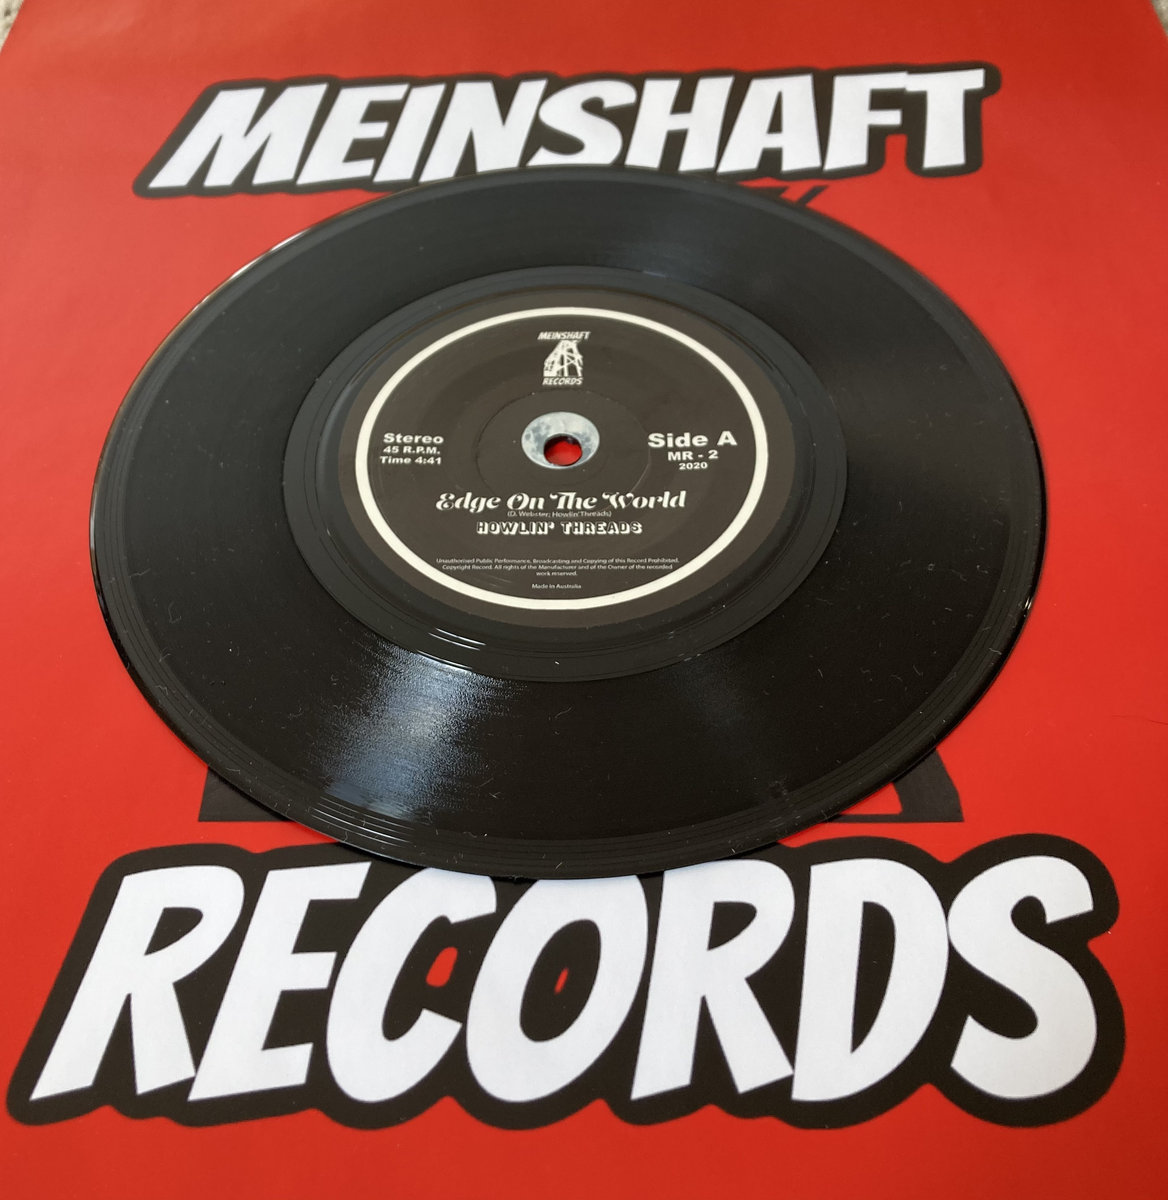 MEINSHAFT
MEINSHAFT
RECORDS
Stereo
45 R.P.M.
Time 4:41
Side A
MR - 2
2020
Edge On The World
(D. Webster; Howlin' Threads)
HOWLIN' THREADS
Unauthorised Public Performance, Broadcasting and Copying of this Record Prohibited.
Copyright Record. All rights of the Manufacturer and of the Owner of the recorded
work reserved.
Made in Australia
RECORDS